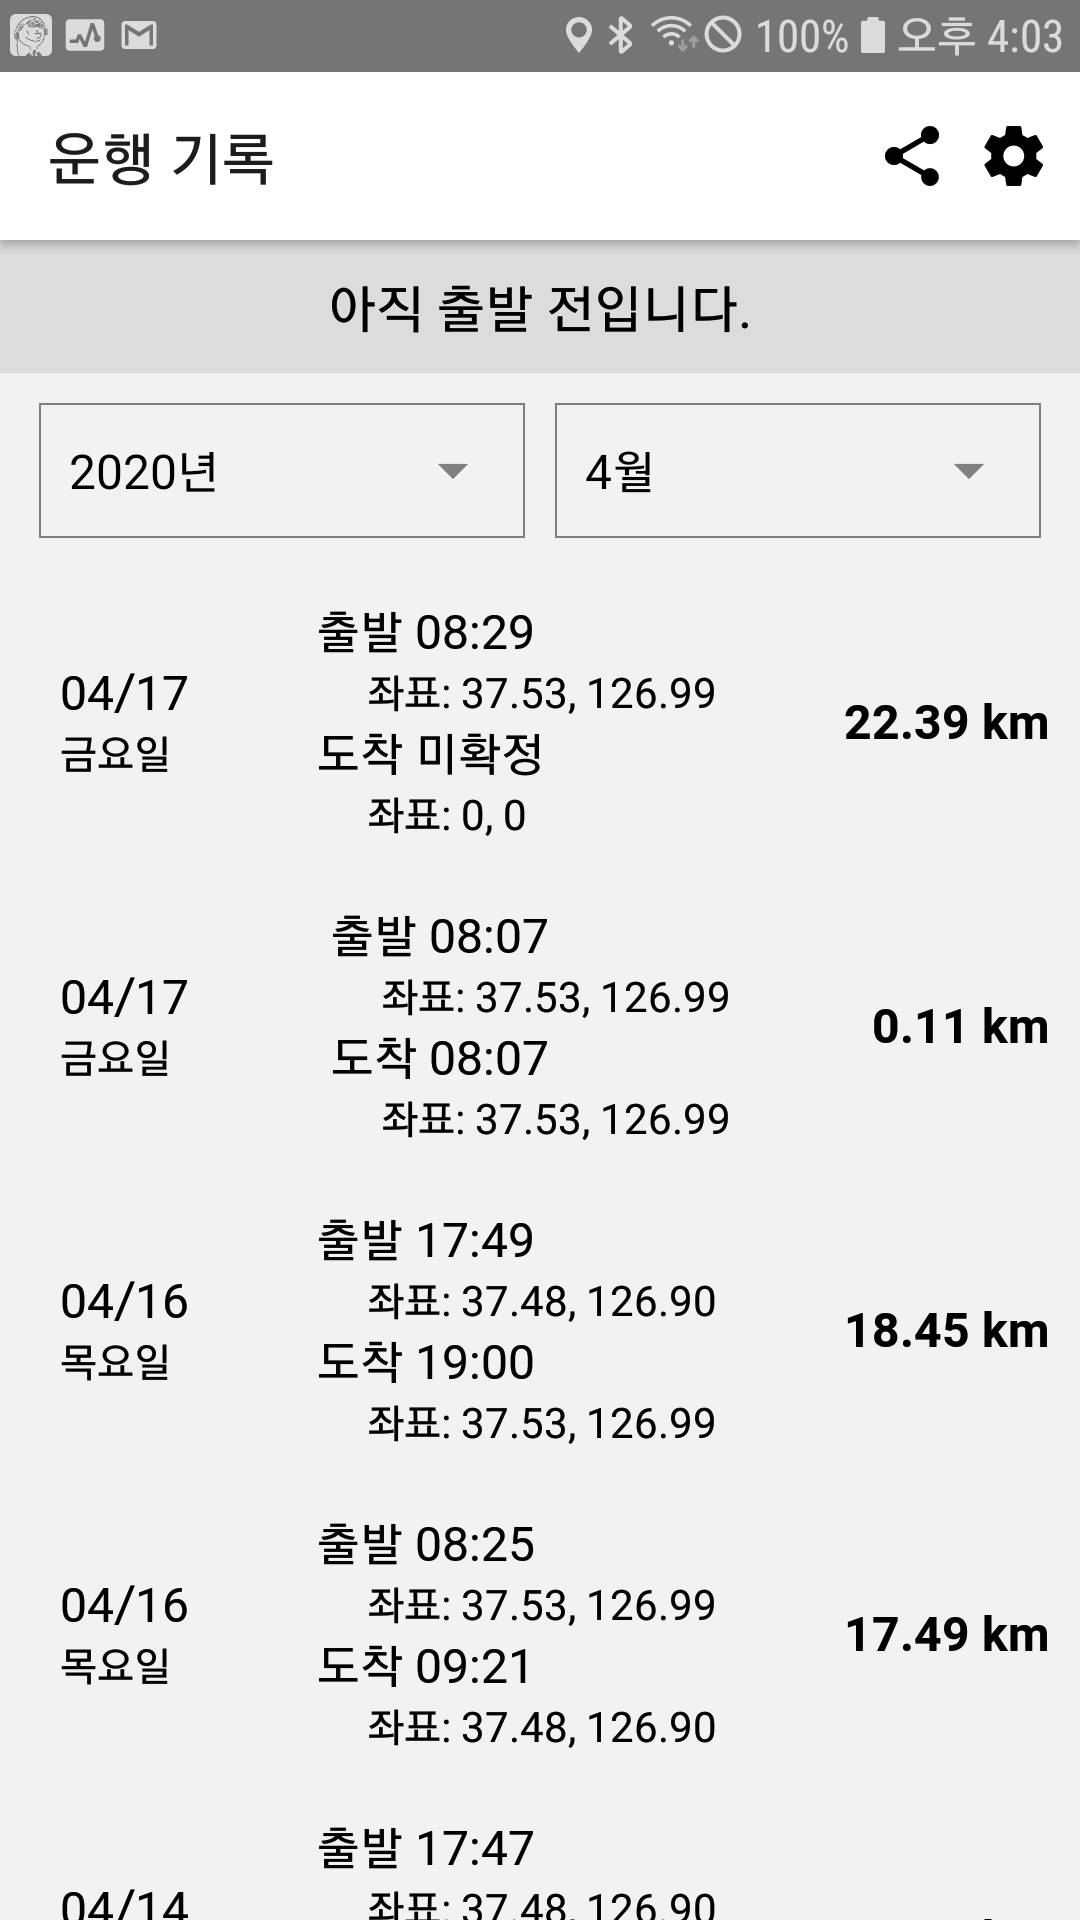 100% 오후 4:03
운행 기록
아직 출발 전입니다.
2020년 4월
출발 08:29
04/17 좌표: 37.53, 126.99
22.39 km
금요일 도착 미확정
좌표: 0, 0
출발 08:07
04/17 좌표: 37.53, 126.99
0.11 km
금요일 도착 08:07
좌표: 37.53, 126.99
출발 17:49
04/16 좌표: 37.48, 126.90
18.45 km
목요일 도착 19:00
좌표: 37.53, 126.99
출발 08:25
04/16 좌표: 37.53, 126.99
17.49 km
목요일 도착 09:21
좌표: 37.48, 126.90
출발 17:47
04/14 좌표: 37.48, 126.90